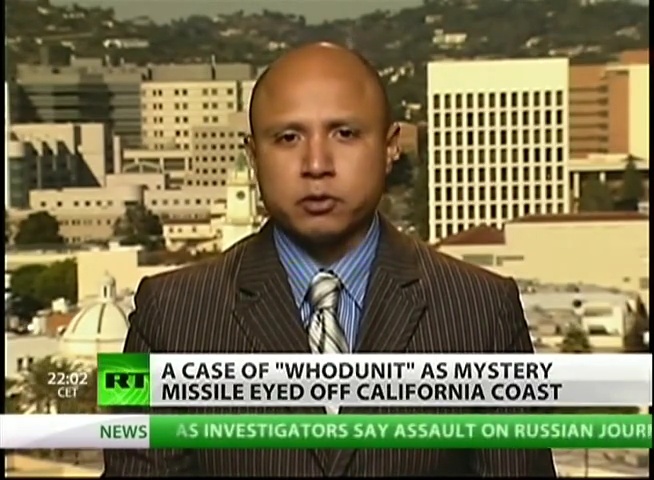 22:02
CET
RT
A CASE OF "WHODUNIT" AS MYSTERY
MISSILE EYED OFF CALIFORNIA COAST
NEWS
AS INVESTIGATORS SAY ASSAULT ON RUSSIAN JOUR